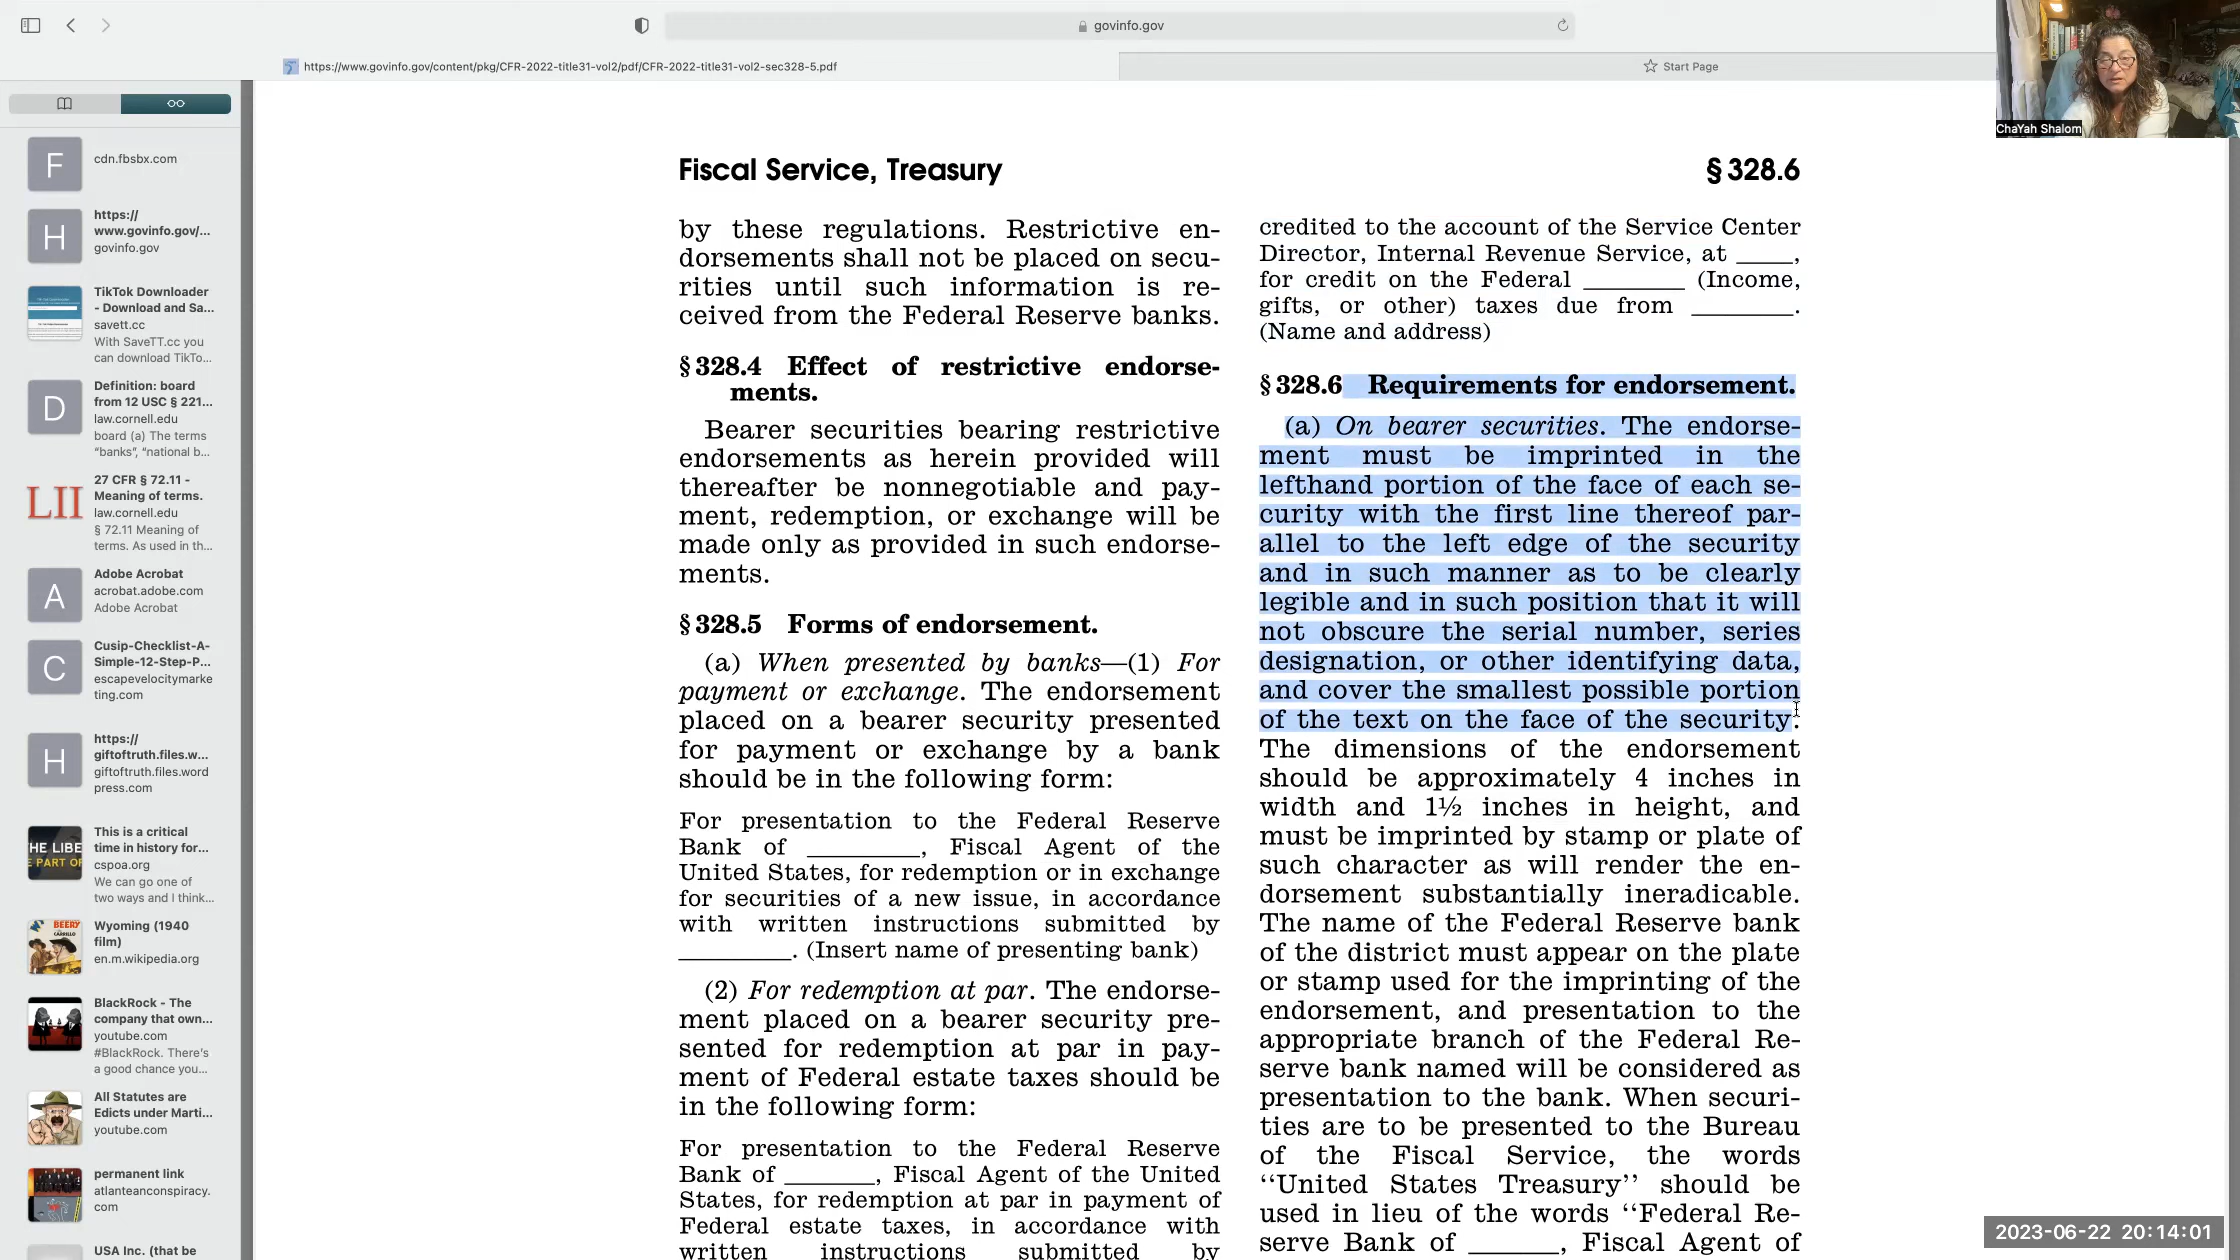 govinfo.gov
https://www.govinfo.gov/content/pkg/CFR-2022-title31-vol2/pdf/CFR-2022-title31-vol2-sec328-5.pdf
Start Page
ChaYah Shalom
F
cdn.fbsbx.com
H
https://
www.govinfo.gov/...
govinfo.gov
TikTok Downloader
- Download and Sa...
savett.cc
With SaveTT.cc you
can download TikTo...
D
Definition: board
from 12 USC § 221...
law.cornell.edu
board (a) The terms
"banks", "national b...
LII
27 CFR § 72.11 -
Meaning of terms.
law.cornell.edu
§ 72.11 Meaning of
terms. As used in th...
A
Adobe Acrobat
acrobat.adobe.com
Adobe Acrobat
C
Cusip-Checklist-A-
Simple-12-Step-P...
escapevelocitymarke
ting.com
H
https://
giftoftruth.files.w...
giftoftruth.files.word
press.com
HE LIBE
E PART OF
This is a critical
time in history for...
cspoa.org
We can go one of
two ways and I think...
BEERY
Wyoming (1940
film)
en.m.wikipedia.org
BlackRock - The
company that own...
youtube.com
#BlackRock. There's
a good chance you...
All Statutes are
Edicts under Marti...
youtube.com
permanent link
atlanteanconspiracy.
com
USA Inc. (that be
Fiscal Service, Treasury
§ 328.6
by these regulations. Restrictive en-
dorsements shall not be placed on secu-
rities until such information is re-
ceived from the Federal Reserve banks.
§ 328.4 Effect of restrictive endorse-
ments.
Bearer securities bearing restrictive
endorsements as herein provided will
thereafter be nonnegotiable and pay-
ment, redemption, or exchange will be
made only as provided in such endorse-
ments.
§ 328.5 Forms of endorsement.
(a) When presented by banks—(1) For
payment or exchange. The endorsement
placed on a bearer security presented
for payment or exchange by a bank
should be in the following form:
For presentation to the Federal Reserve
Bank of ________, Fiscal Agent of the
United States, for redemption or in exchange
for securities of a new issue, in accordance
with written instructions submitted by
________. (Insert name of presenting bank)
(2) For redemption at par. The endorse-
ment placed on a bearer security pre-
sented for redemption at par in pay-
ment of Federal estate taxes should be
in the following form:
For presentation to the Federal Reserve
Bank of ______, Fiscal Agent of the United
States, for redemption at par in payment of
Federal estate taxes, in accordance with
written instructions submitted by
credited to the account of the Service Center
Director, Internal Revenue Service, at ____,
for credit on the Federal _______ (Income,
gifts, or other) taxes due from _______.
(Name and address)
§ 328.6 Requirements for endorsement.
(a) On bearer securities. The endorse-
ment must be imprinted in the
lefthand portion of the face of each se-
curity with the first line thereof par-
allel to the left edge of the security
and in such manner as to be clearly
legible and in such position that it will
not obscure the serial number, series
designation, or other identifying data,
and cover the smallest possible portion
of the text on the face of the security.
The dimensions of the endorsement
should be approximately 4 inches in
width and 1½ inches in height, and
must be imprinted by stamp or plate of
such character as will render the en-
dorsement substantially ineradicable.
The name of the Federal Reserve bank
of the district must appear on the plate
or stamp used for the imprinting of the
endorsement, and presentation to the
appropriate branch of the Federal Re-
serve bank named will be considered as
presentation to the bank. When securi-
ties are to be presented to the Bureau
of the Fiscal Service, the words
‘‘United States Treasury’’ should be
used in lieu of the words ‘‘Federal Re-
serve Bank of ______, Fiscal Agent of
2023-06-22 20:14:01